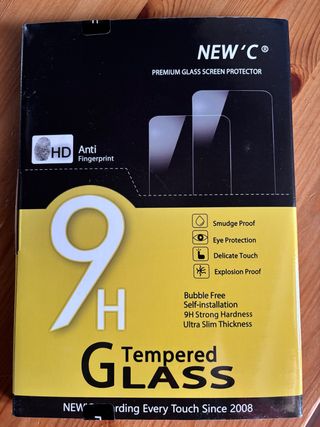 NEW'C®
PREMIUM GLASS SCREEN PROTECTOR
HD
Anti
Fingerprint
9H
Smudge Proof
Eye Protection
Delicate Touch
Explosion Proof
Bubble Free
Self-installation
9H Strong Hardness
Ultra Slim Thickness
Tempered
GLASS
Every Touch Since 2008